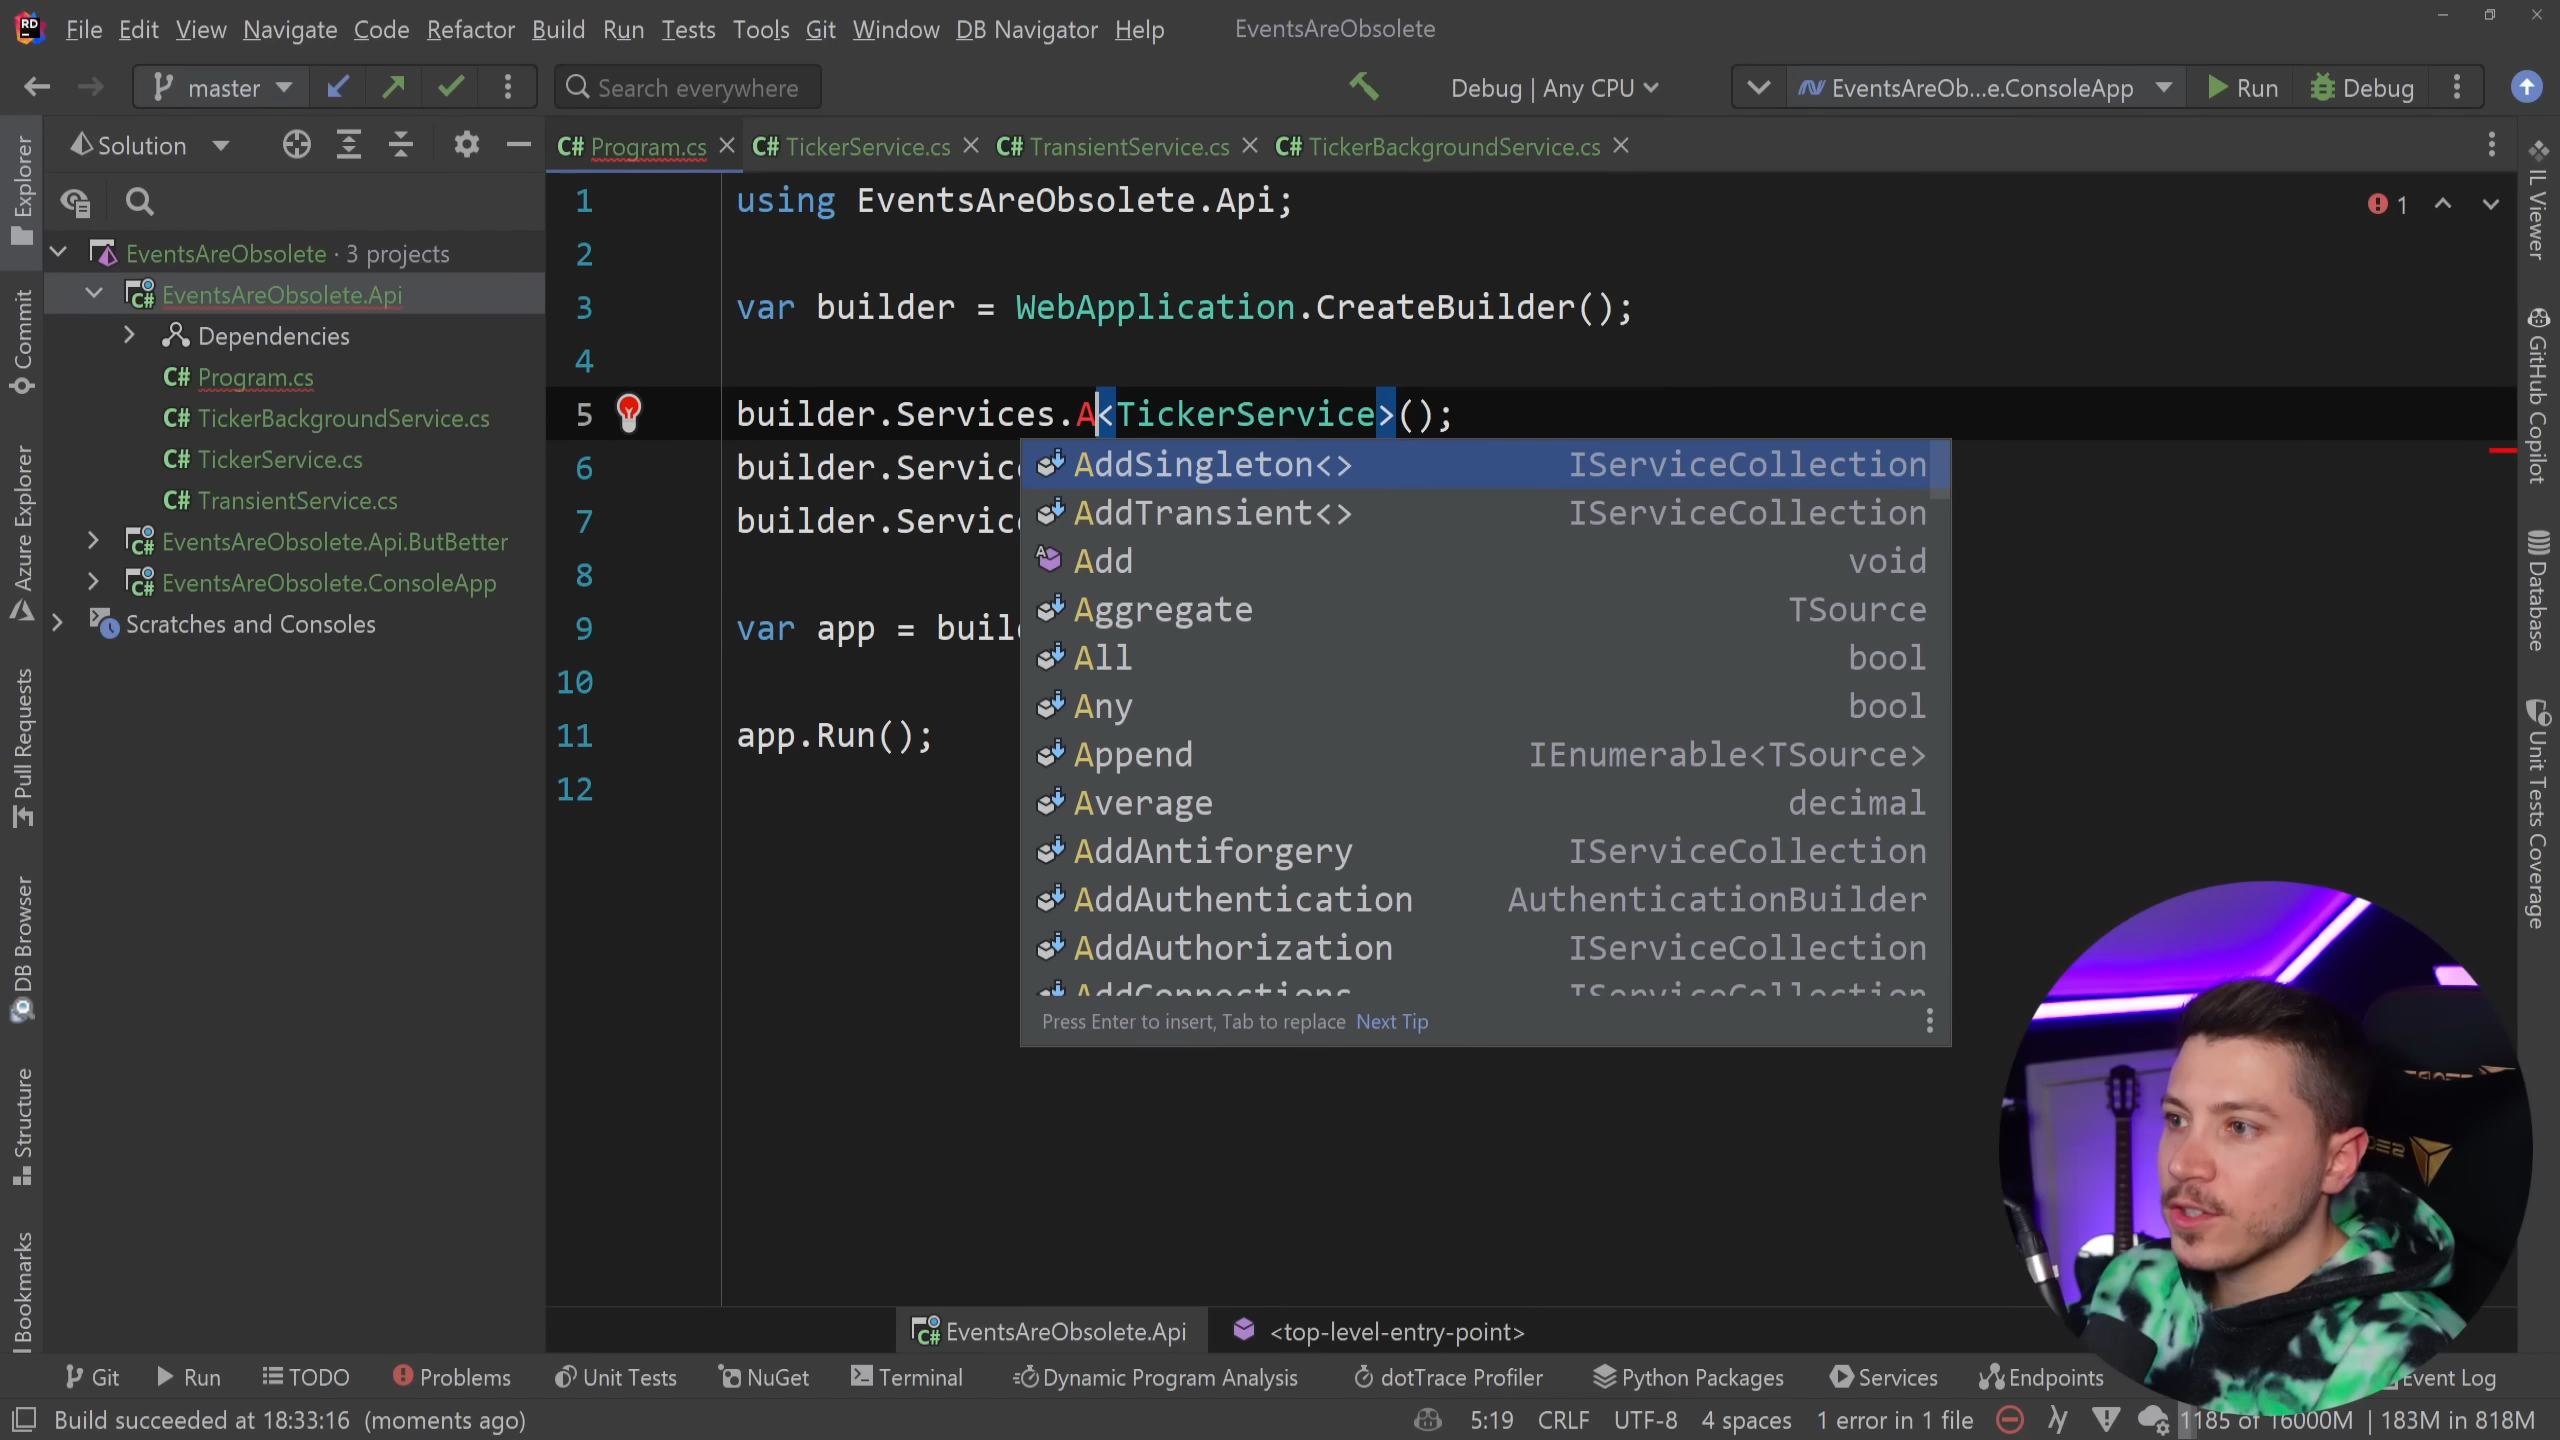 File Edit View Navigate Code Refactor Build Run Tests Tools Git Window DB Navigator Help EventsAreObsolete
master Search everywhere Debug | Any CPU EventsAreOb...e.ConsoleApp Run Debug
Solution
Program.cs TickerService.cs TransientService.cs TickerBackgroundService.cs
EventsAreObsolete · 3 projects
EventsAreObsolete.Api
Dependencies
C# Program.cs
C# TickerBackgroundService.cs
C# TickerService.cs
C# TransientService.cs
EventsAreObsolete.Api.ButBetter
EventsAreObsolete.ConsoleApp
Scratches and Consoles
Explorer
Commit
Azure Explorer
Pull Requests
DB Browser
Structure
Bookmarks
1 using EventsAreObsolete.Api;
2
3 var builder = WebApplication.CreateBuilder();
4
5 builder.Services.A<TickerService>();
6 builder.Servic
7 builder.Servic
8
9 var app = buil
10
11 app.Run();
12
1
AddSingleton<> IServiceCollection
AddTransient<> IServiceCollection
Add void
Aggregate TSource
All bool
Any bool
Append IEnumerable<TSource>
Average decimal
AddAntiforgery IServiceCollection
AddAuthentication AuthenticationBuilder
AddAuthorization IServiceCollection
AddConnections IServiceCollection
Press Enter to insert, Tab to replace Next Tip
IL Viewer
GitHub Copilot
Database
Unit Tests Coverage
EventsAreObsolete.Api <top-level-entry-point>
Git Run TODO Problems Unit Tests NuGet Terminal Dynamic Program Analysis dotTrace Profiler Python Packages Services Endpoints Event Log
Build succeeded at 18:33:16 (moments ago) 5:19 CRLF UTF-8 4 spaces 1 error in 1 file 1185 of 16000M | 183M in 818M